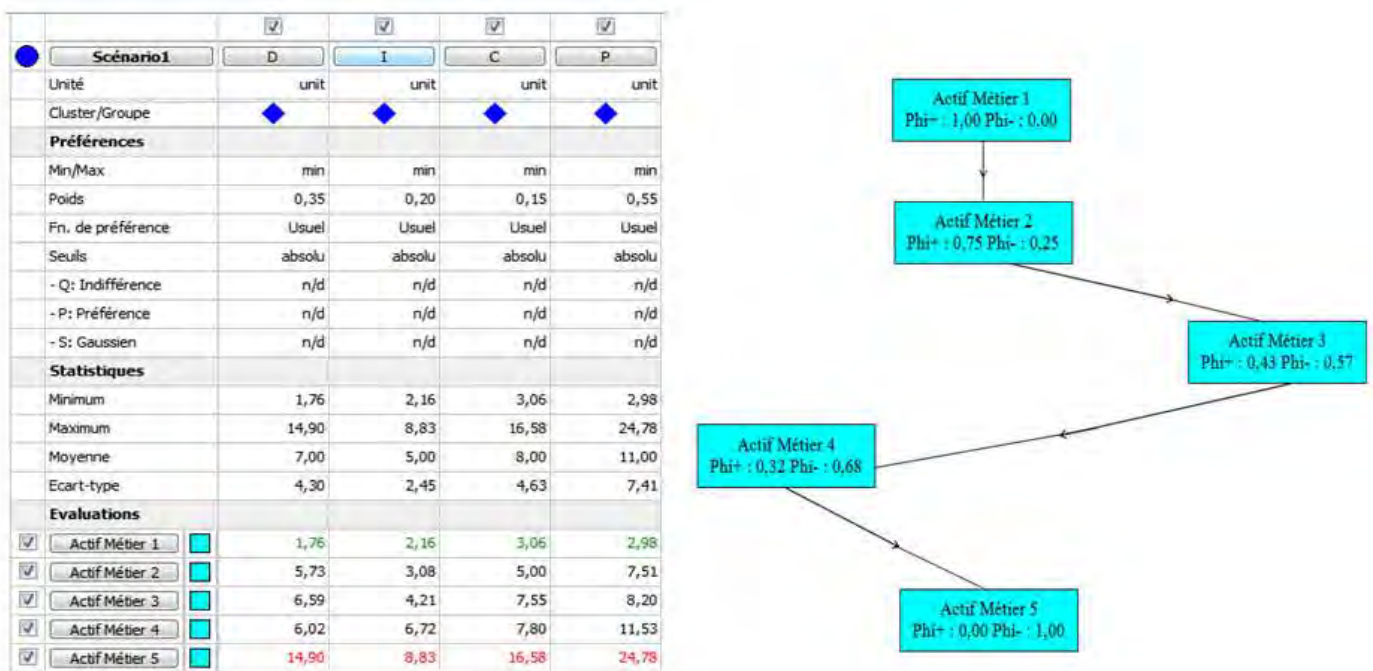 Scénario1 D I C P
Unité unit unit unit unit
Cluster/Groupe
Préférences
Min/Max min min min min
Poids 0,35 0,20 0,15 0,55
Fn. de préférence Usuel Usuel Usuel Usuel
Seuils absolu absolu absolu absolu
- Q: Indifférence n/d n/d n/d n/d
- P: Préférence n/d n/d n/d n/d
- S: Gaussien n/d n/d n/d n/d
Statistiques
Minimum 1,76 2,16 3,06 2,98
Maximum 14,90 8,83 16,58 24,78
Moyenne 7,00 5,00 8,00 11,00
Ecart-type 4,30 2,45 4,63 7,41
Evaluations
Actif Métier 1 1,76 2,16 3,06 2,98
Actif Métier 2 5,73 3,08 5,00 7,51
Actif Métier 3 6,59 4,21 7,55 8,20
Actif Métier 4 6,02 6,72 7,80 11,53
Actif Métier 5 14,90 8,83 16,58 24,78
Actif Métier 1
Phi+ : 1,00 Phi- : 0,00
Actif Métier 2
Phi+ : 0,75 Phi- : 0,25
Actif Métier 3
Phi+ : 0,43 Phi- : 0,57
Actif Métier 4
Phi+ : 0,32 Phi- : 0,68
Actif Métier 5
Phi+ : 0,00 Phi- : 1,00